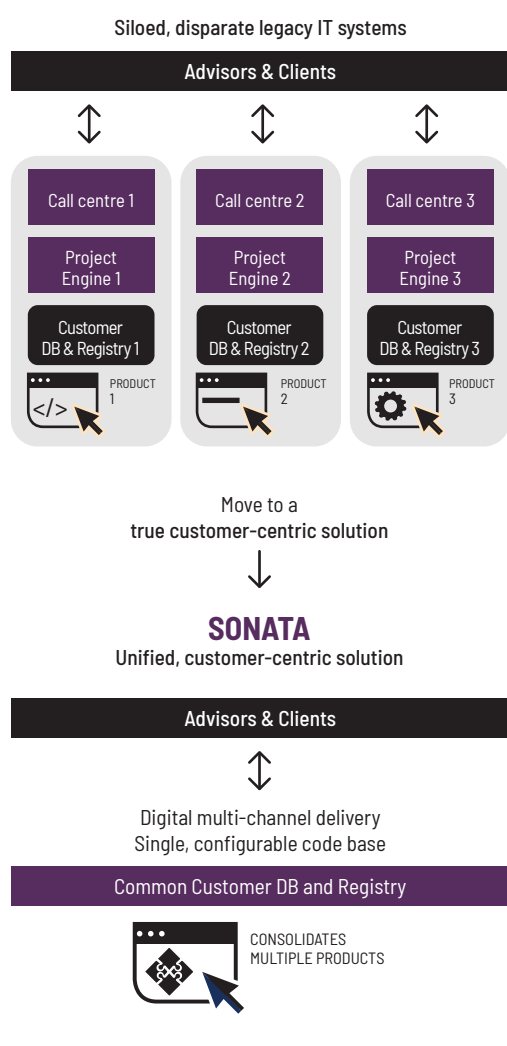 Siloed, disparate legacy IT systems
Advisors & Clients
Call centre 1
Project
Engine 1
Customer
DB & Registry 1
</>
PRODUCT
1
Call centre 2
Project
Engine 2
Customer
DB & Registry 2
PRODUCT
2
Call centre 3
Project
Engine 3
Customer
DB & Registry 3
PRODUCT
3
Move to a
true customer-centric solution
SONATA
Unified, customer-centric solution
Advisors & Clients
Digital multi-channel delivery
Single, configurable code base
Common Customer DB and Registry
CONSOLIDATES
MULTIPLE PRODUCTS